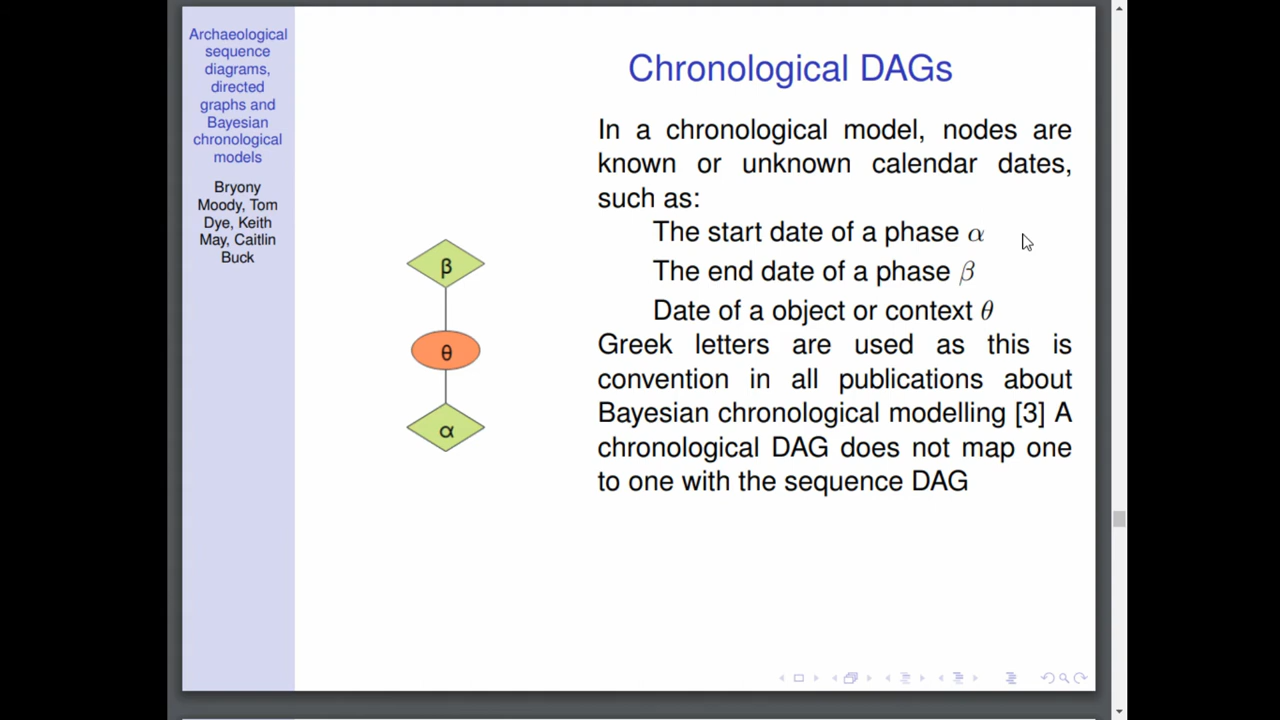 Archaeological
sequence
diagrams,
directed
graphs and
Bayesian
chronological
models
Bryony
Moody, Tom
Dye, Keith
May, Caitlin
Buck
Chronological DAGs
In a chronological model, nodes are
known or unknown calendar dates,
such as:
The start date of a phase α
The end date of a phase β
Date of a object or context θ
Greek letters are used as this is
convention in all publications about
Bayesian chronological modelling [3] A
chronological DAG does not map one
to one with the sequence DAG
β
θ
α